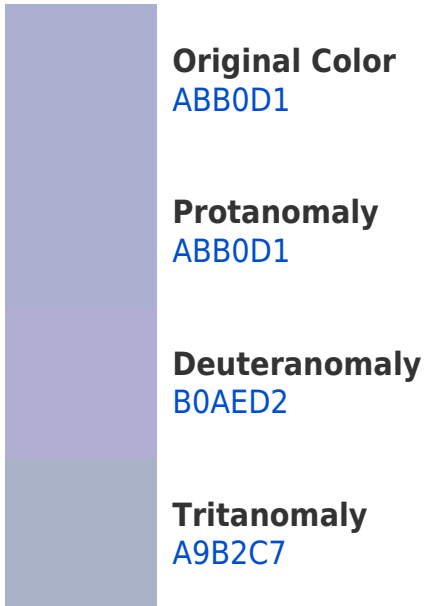 Original Color
ABB0D1
Protanomaly
ABB0D1
Deuteranomaly
B0AED2
Tritanomaly
A9B2C7